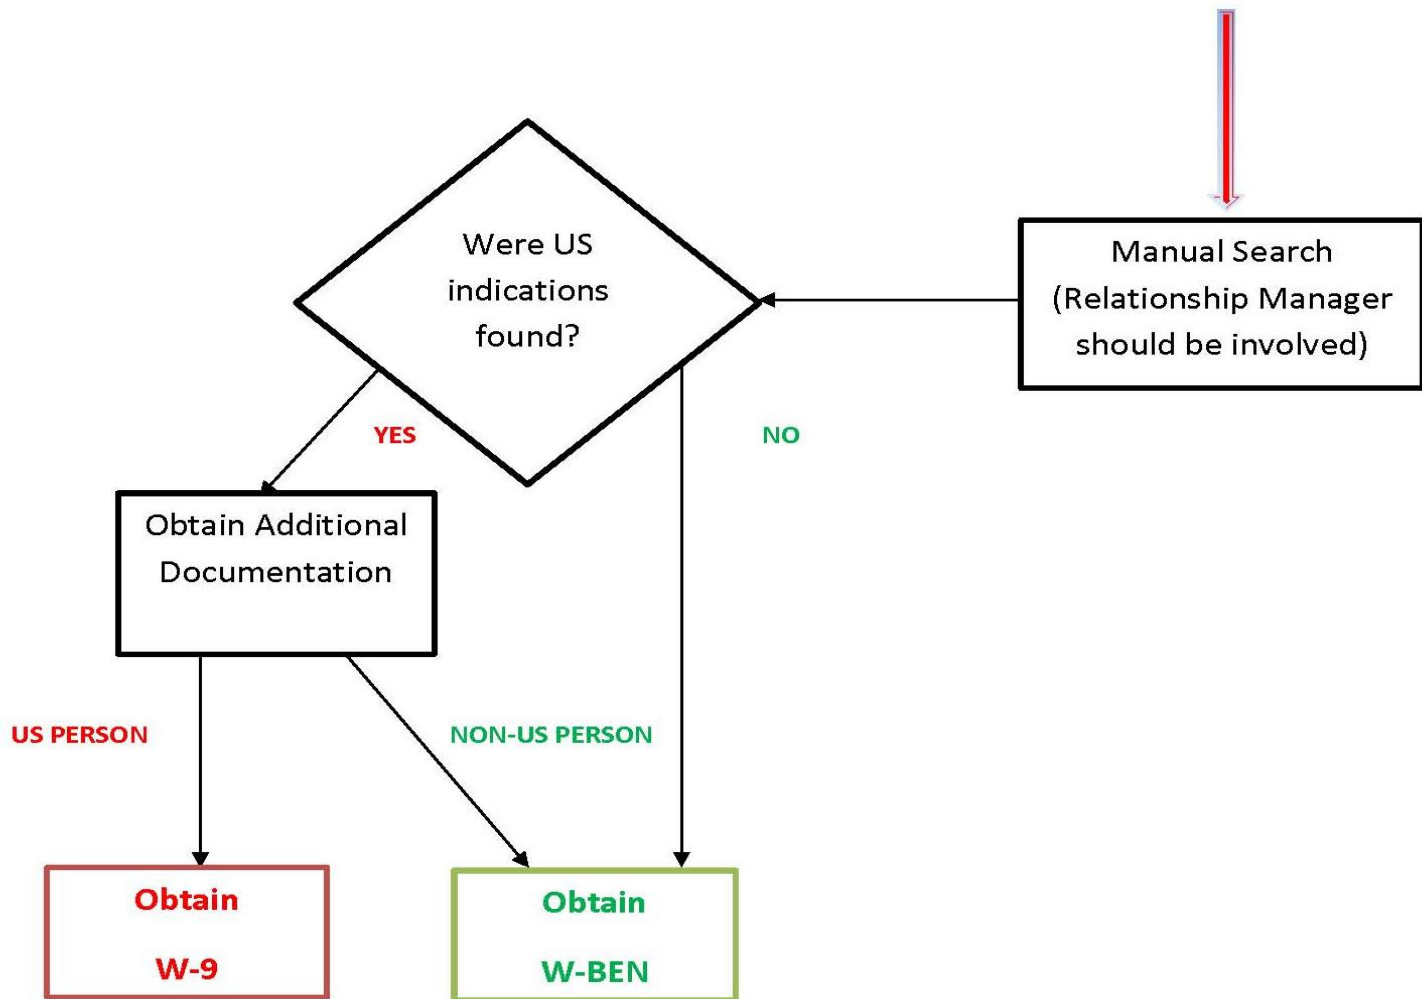 Were US
indications
found?
Manual Search
(Relationship Manager
should be involved)
YES
NO
Obtain Additional
Documentation
US PERSON
NON-US PERSON
Obtain
W-9
Obtain
W-BEN